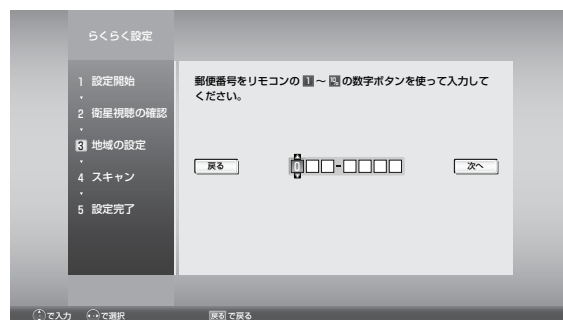 らくらく設定
1 設定開始
2 衛星視聴の確認
3 地域の設定
4 スキャン
5 設定完了
郵便番号をリモコンの 1 ～ 10 の数字ボタンを使って入力して
ください。
戻る 1 - 次へ
で入力 で選択 戻る で戻る